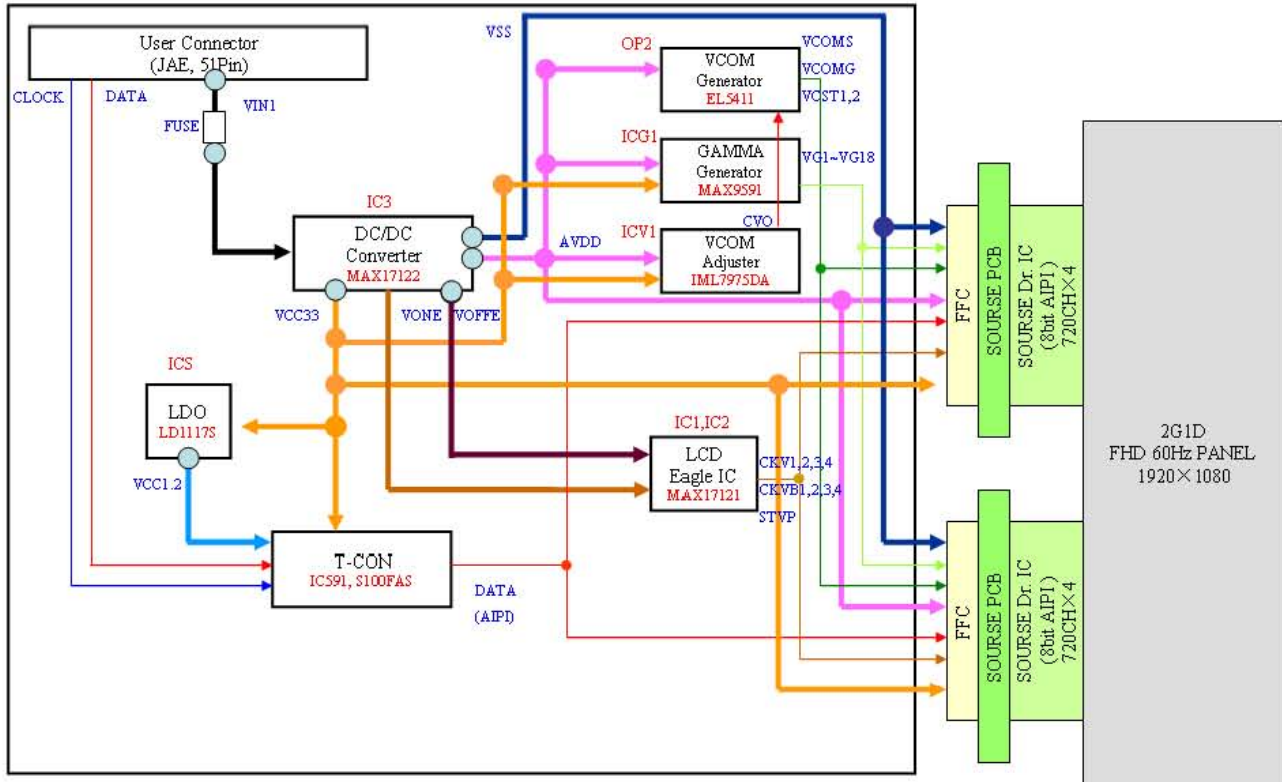 User Connector
(JAE, 51Pin)
CLOCK
DATA
VIN1
FUSE
VSS
OP2
VCOM
Generator
EL5411
VCOMS
VCOMG
VCST1,2
ICG1
GAMMA
Generator
MAX9591
VG1~VG18
CVO
ICV1
VCOM
Adjuster
IML7975DA
IC3
DC/DC
Converter
MAX17122
AVDD
VCC33
VONE
VOFFE
ICS
LDO
LD1117S
VCC1.2
IC1,IC2
LCD
Eagle IC
MAX17121
CKV1,2,3,4
CKVB1,2,3,4
STVP
T-CON
IC591, S100FAS
DATA
(AIPI)
FFC
SOURSE PCB
SOURSE Dr. IC
(8bit AIPI)
720CH×4
FFC
SOURSE PCB
SOURSE Dr. IC
(8bit AIPI)
720CH×4
2G1D
FHD 60Hz PANEL
1920×1080